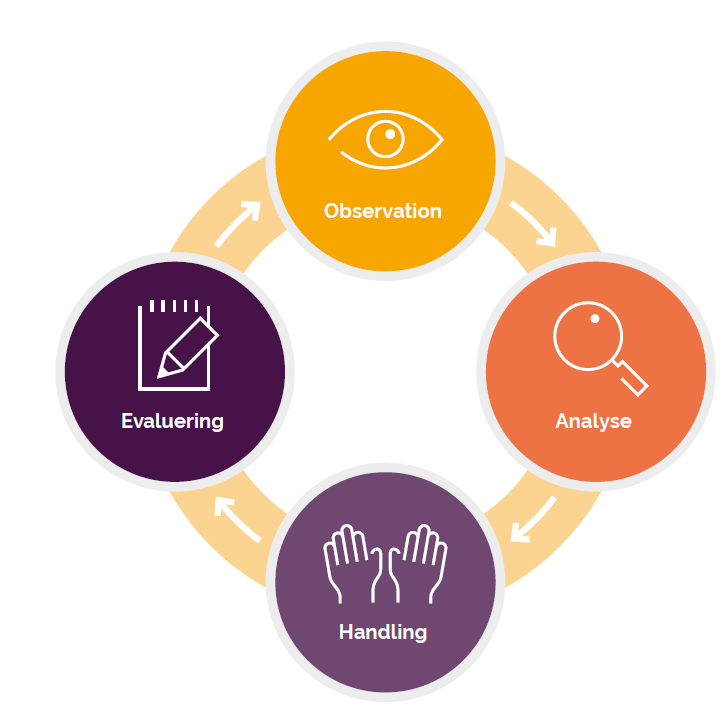 Observation
Analyse
Handling
Evaluering